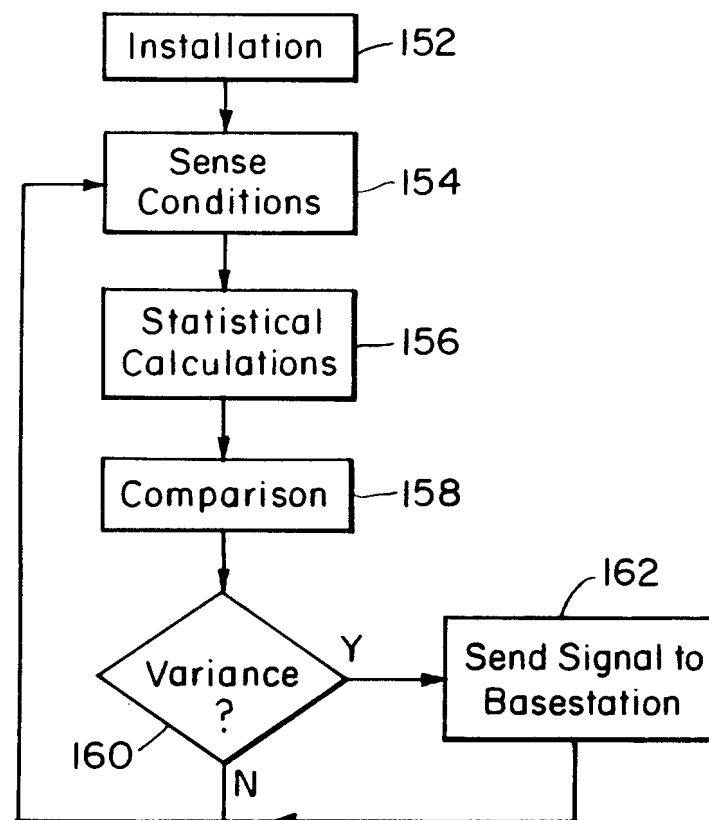 Installation
152
Sense
Conditions
154
Statistical
Calculations
156
Comparison
158
162
Variance
?
Y
Send Signal to
Basestation
160
N